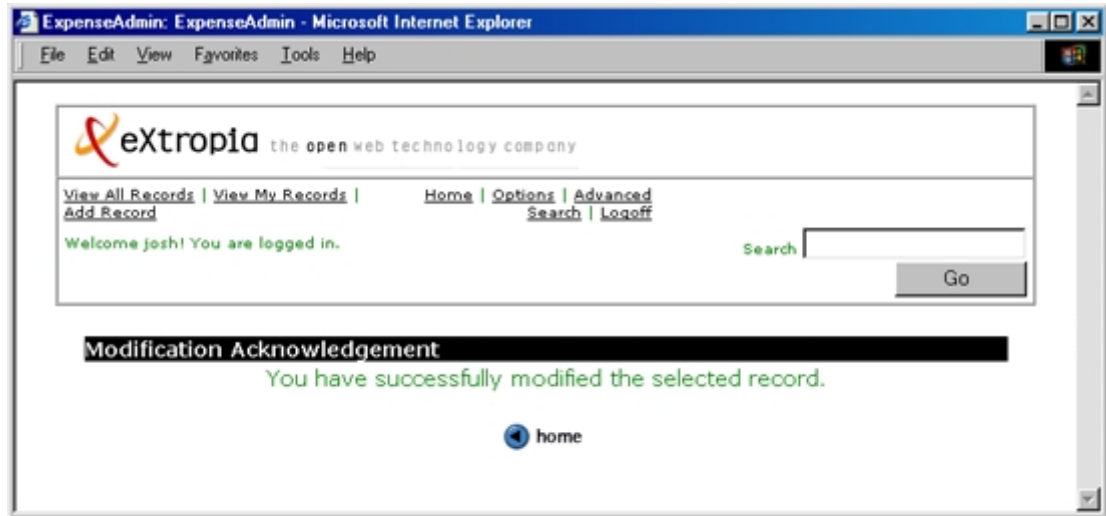 ExpenseAdmin: ExpenseAdmin - Microsoft Internet Explorer
File Edit View Favorites Tools Help
eXtropia the open web technology company
View All Records | View My Records |
Add Record
Home | Options | Advanced
Search | Logoff
Welcome josh! You are logged in.
Search
Go
Modification Acknowledgement
You have successfully modified the selected record.
home